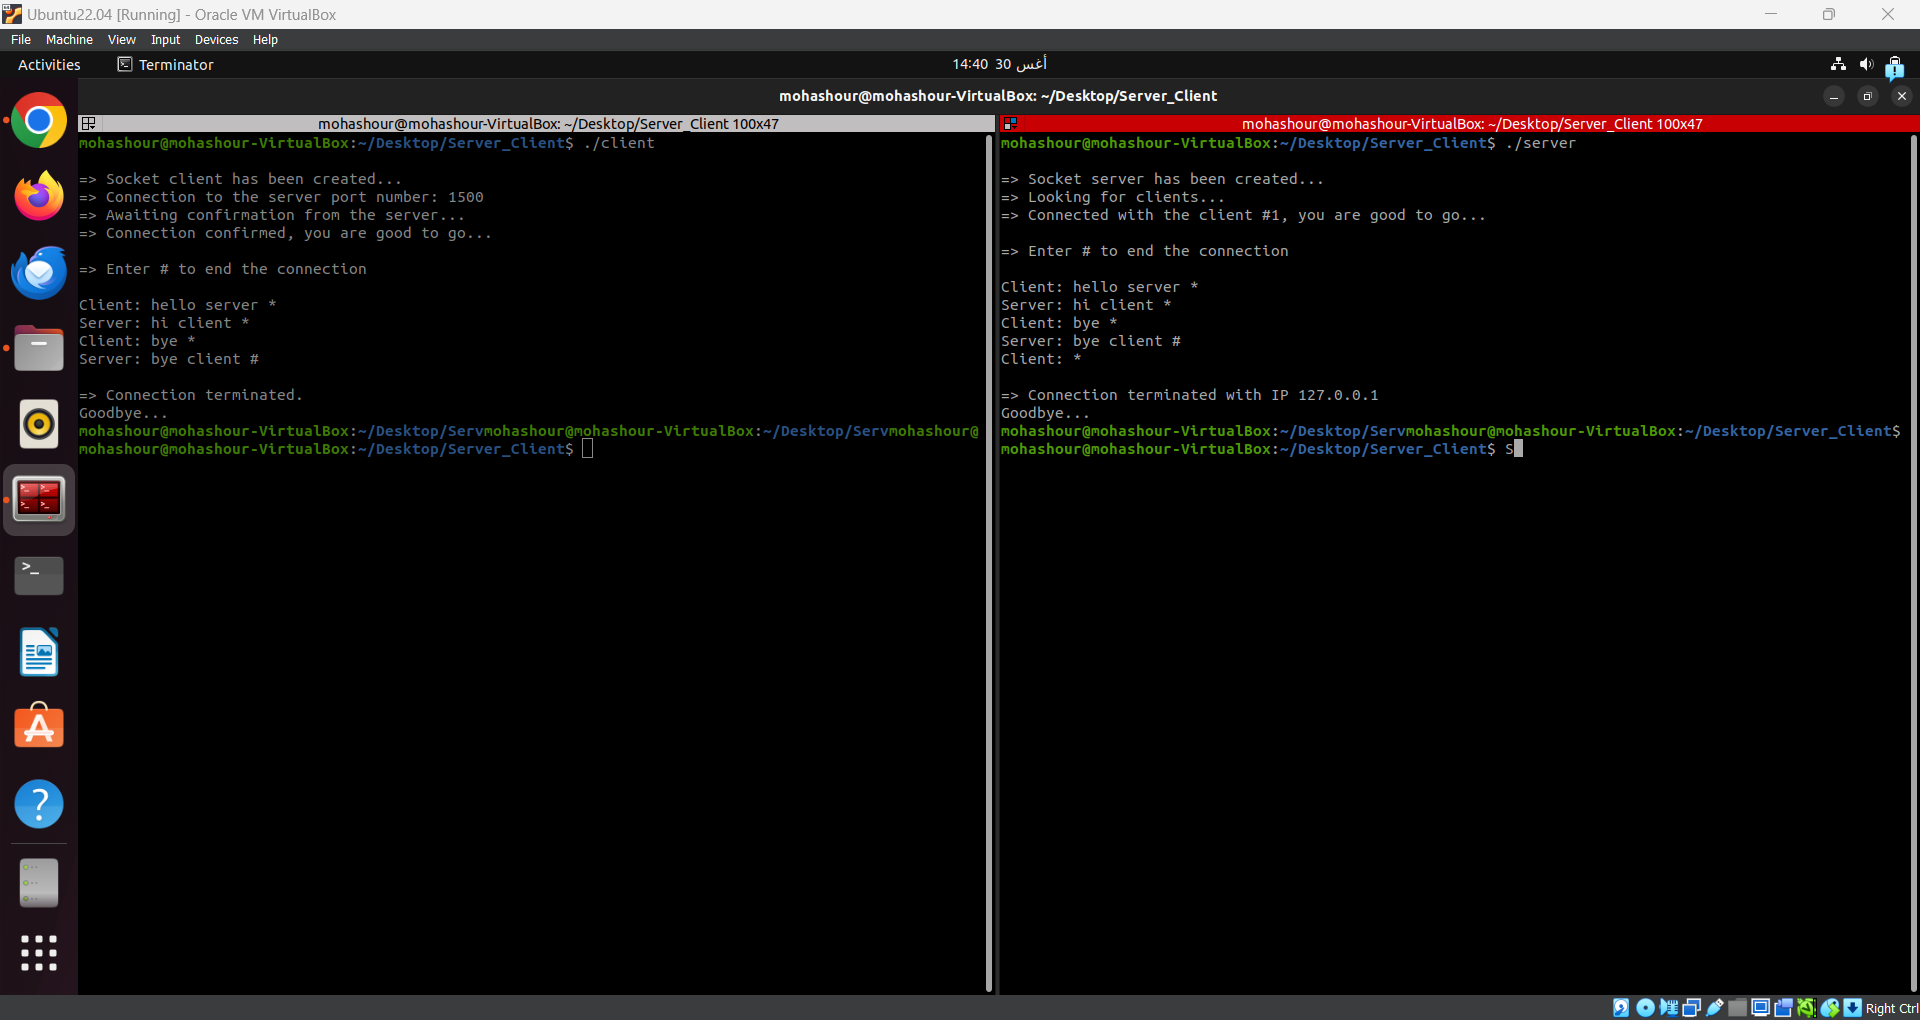 Ubuntu22.04 [Running] - Oracle VM VirtualBox
File Machine View Input Devices Help
Activities Terminator 14:40 30 أغس
mohashour@mohashour-VirtualBox: ~/Desktop/Server_Client
mohashour@mohashour-VirtualBox: ~/Desktop/Server_Client 100x47
mohashour@mohashour-VirtualBox:~/Desktop/Server_Client$ ./client
=> Socket client has been created...
=> Connection to the server port number: 1500
=> Awaiting confirmation from the server...
=> Connection confirmed, you are good to go...
=> Enter # to end the connection
Client: hello server *
Server: hi client *
Client: bye *
Server: bye client #
=> Connection terminated.
Goodbye...
mohashour@mohashour-VirtualBox:~/Desktop/Servmohashour@mohashour-VirtualBox:~/Desktop/Servmohashour@
mohashour@mohashour-VirtualBox:~/Desktop/Server_Client$
mohashour@mohashour-VirtualBox: ~/Desktop/Server_Client 100x47
mohashour@mohashour-VirtualBox:~/Desktop/Server_Client$ ./server
=> Socket server has been created...
=> Looking for clients...
=> Connected with the client #1, you are good to go...
=> Enter # to end the connection
Client: hello server *
Server: hi client *
Client: bye *
Server: bye client #
Client: *
=> Connection terminated with IP 127.0.0.1
Goodbye...
mohashour@mohashour-VirtualBox:~/Desktop/Servmohashour@mohashour-VirtualBox:~/Desktop/Server_Client$
mohashour@mohashour-VirtualBox:~/Desktop/Server_Client$ S
Right Ctrl